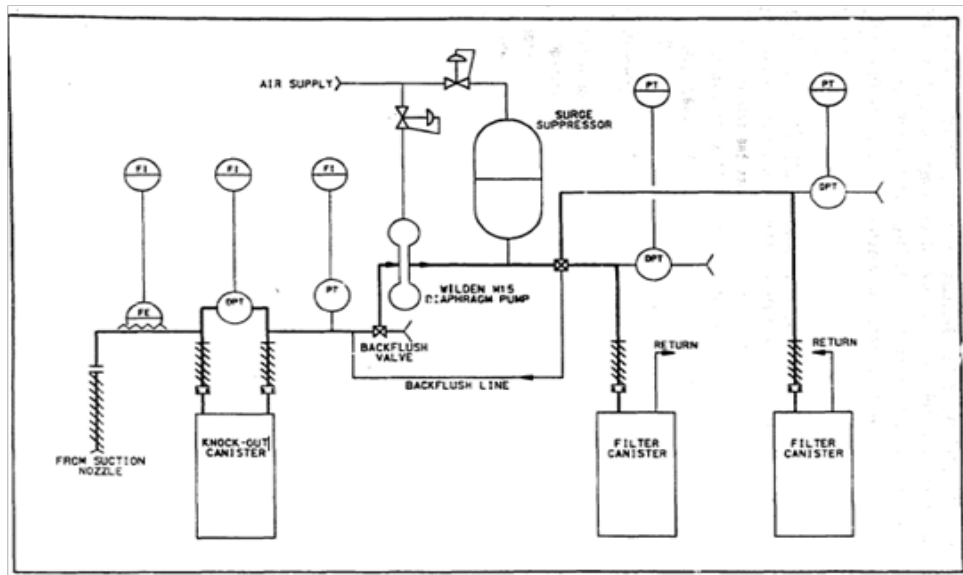 AIR SUPPLY
SURGE
SUPPRESSOR
PT
PT
FI
FI
FI
DPT
DPT
WILDEN M15
DIAPHRAGM PUMP
PT
DPT
FE
BACKFLUSH
VALVE
BACKFLUSH LINE
RETURN
RETURN
KNOCK-OUT
CANISTER
FILTER
CANISTER
FILTER
CANISTER
FROM SUCTION
NOZZLE